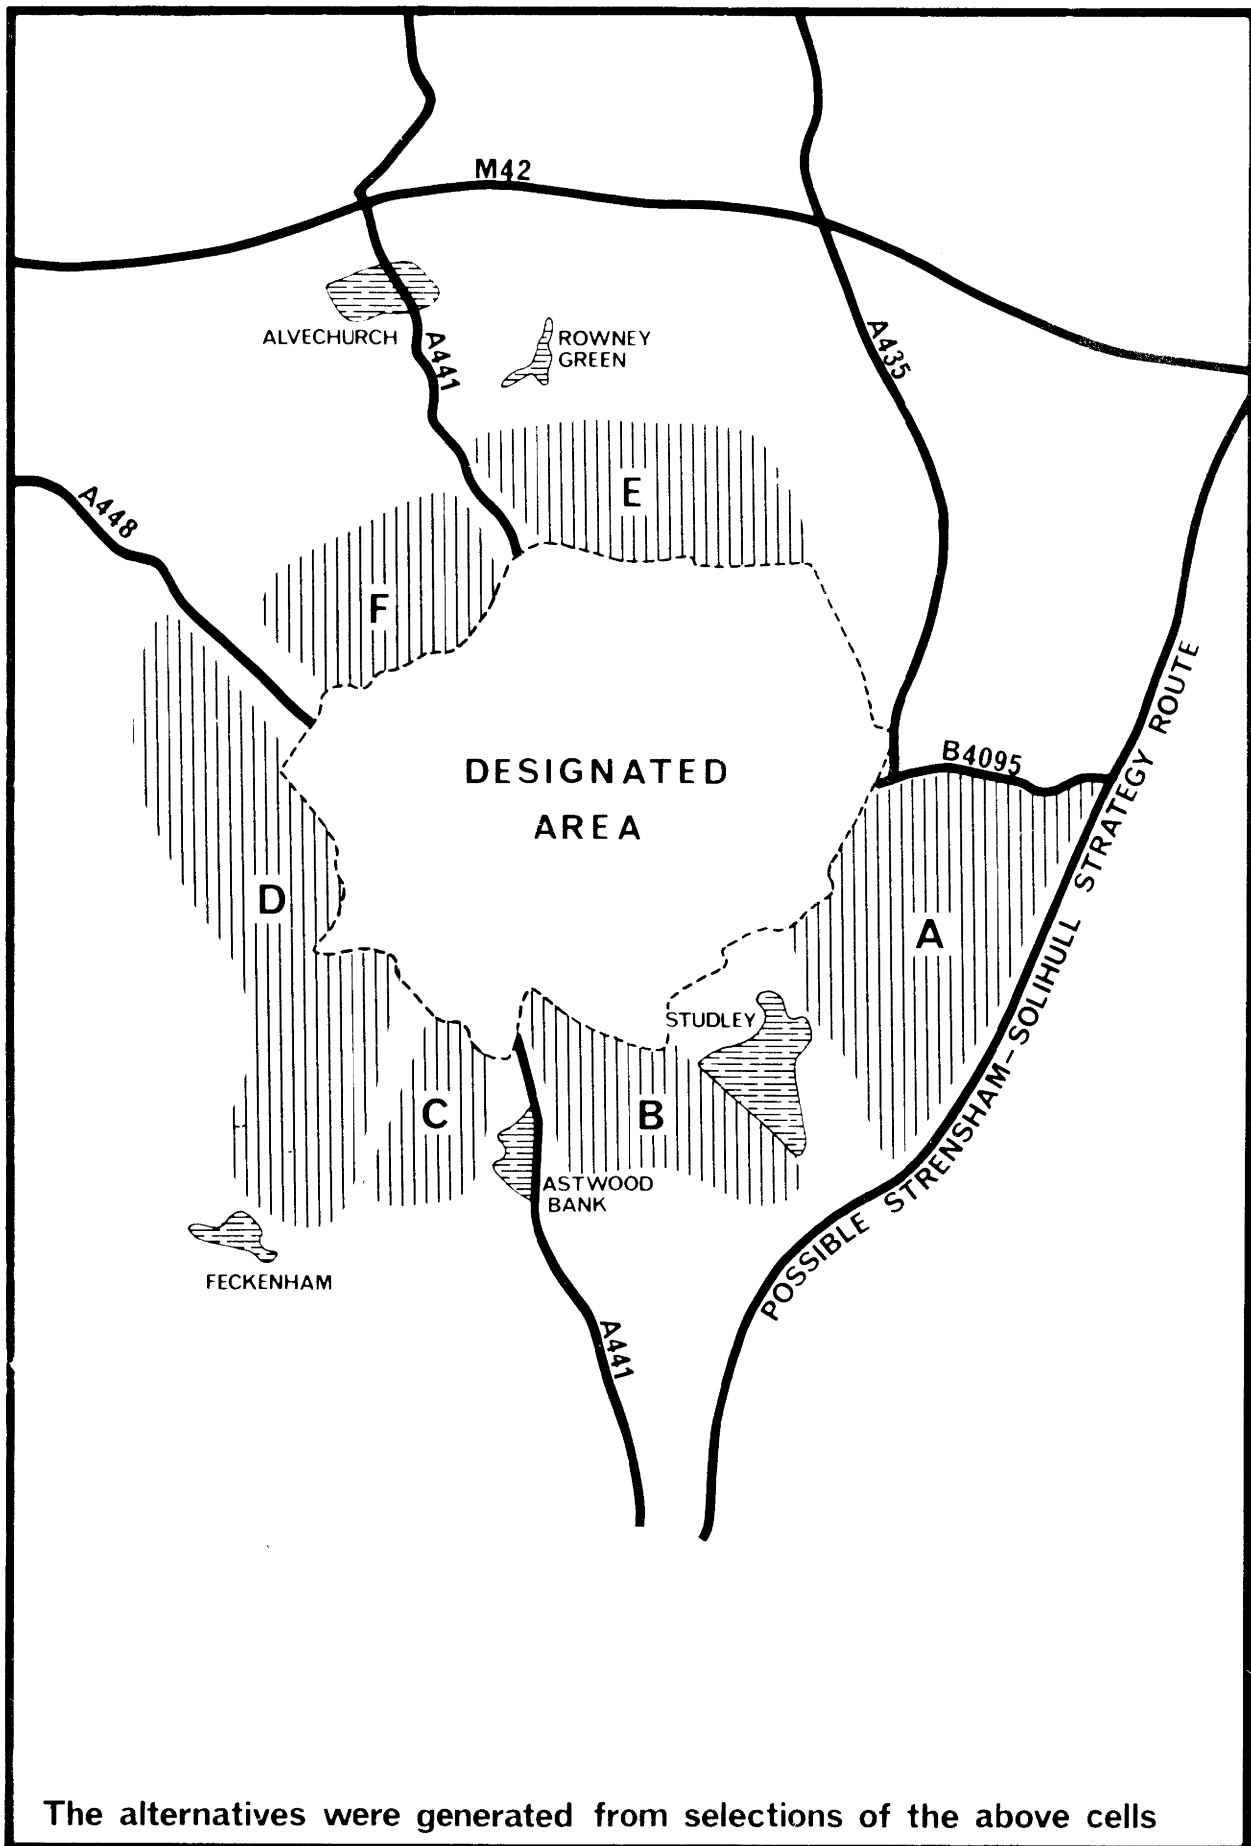 M42
ALVECHURCH
A441
ROWNEY
GREEN
A435
A448
E
F
DESIGNATED
AREA
B4095
POSSIBLE STRENSHAM-SOLIHULL STRATEGY ROUTE
D
A
STUDLEY
C
B
ASTWOOD
BANK
FECKENHAM
A441
The alternatives were generated from selections of the above cells